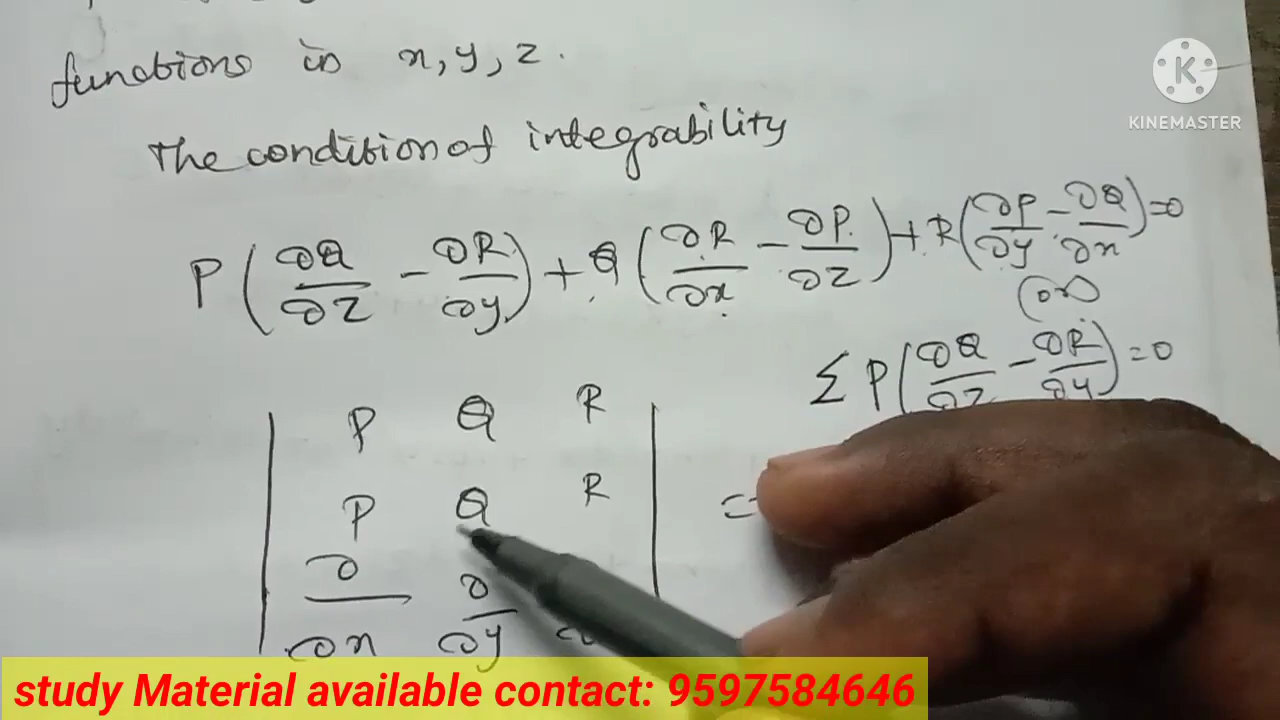 functions in x, y, z.
KINEMASTER
The condition of integrability
P(∂Q/∂z − ∂R/∂y) + Q(∂R/∂x − ∂P/∂z) + R(∂P/∂y − ∂Q/∂x) = 0
(or)
Σ P(∂Q/∂z − ∂R/∂y) = 0
P Q R
P Q R =
∂/∂x ∂/∂y ∂
study Material available contact: 9597584646